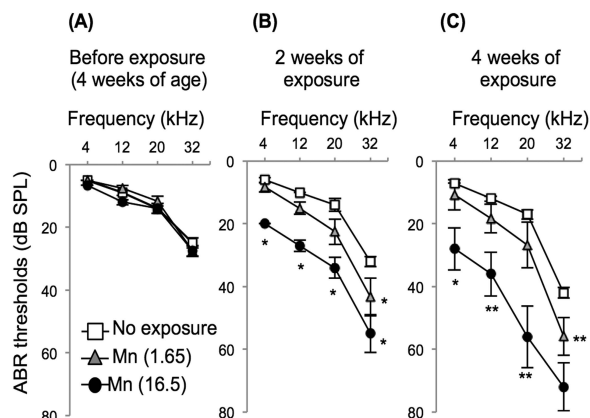 (A)
Before exposure
(4 weeks of age)
Frequency (kHz)
4 12 20 32
0
20
40
60
80
ABR thresholds (dB SPL)
No exposure
Mn (1.65)
Mn (16.5)
(B)
2 weeks of
exposure
Frequency (kHz)
4 12 20 32
0
20
40
60
80
*
*
*
*
*
(C)
4 weeks of
exposure
Frequency (kHz)
4 12 20 32
0
20
40
60
80
*
**
**
**